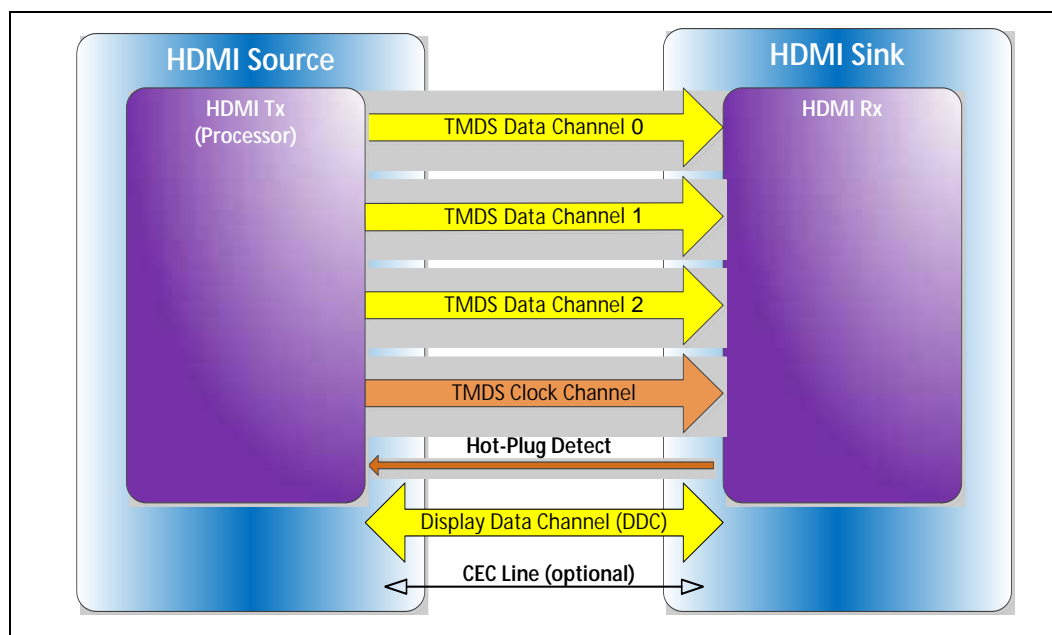 HDMI Source
HDMI Sink
HDMI Tx
(Processor)
HDMI Rx
TMDS Data Channel 0
TMDS Data Channel 1
TMDS Data Channel 2
TMDS Clock Channel
Hot-Plug Detect
Display Data Channel (DDC)
CEC Line (optional)